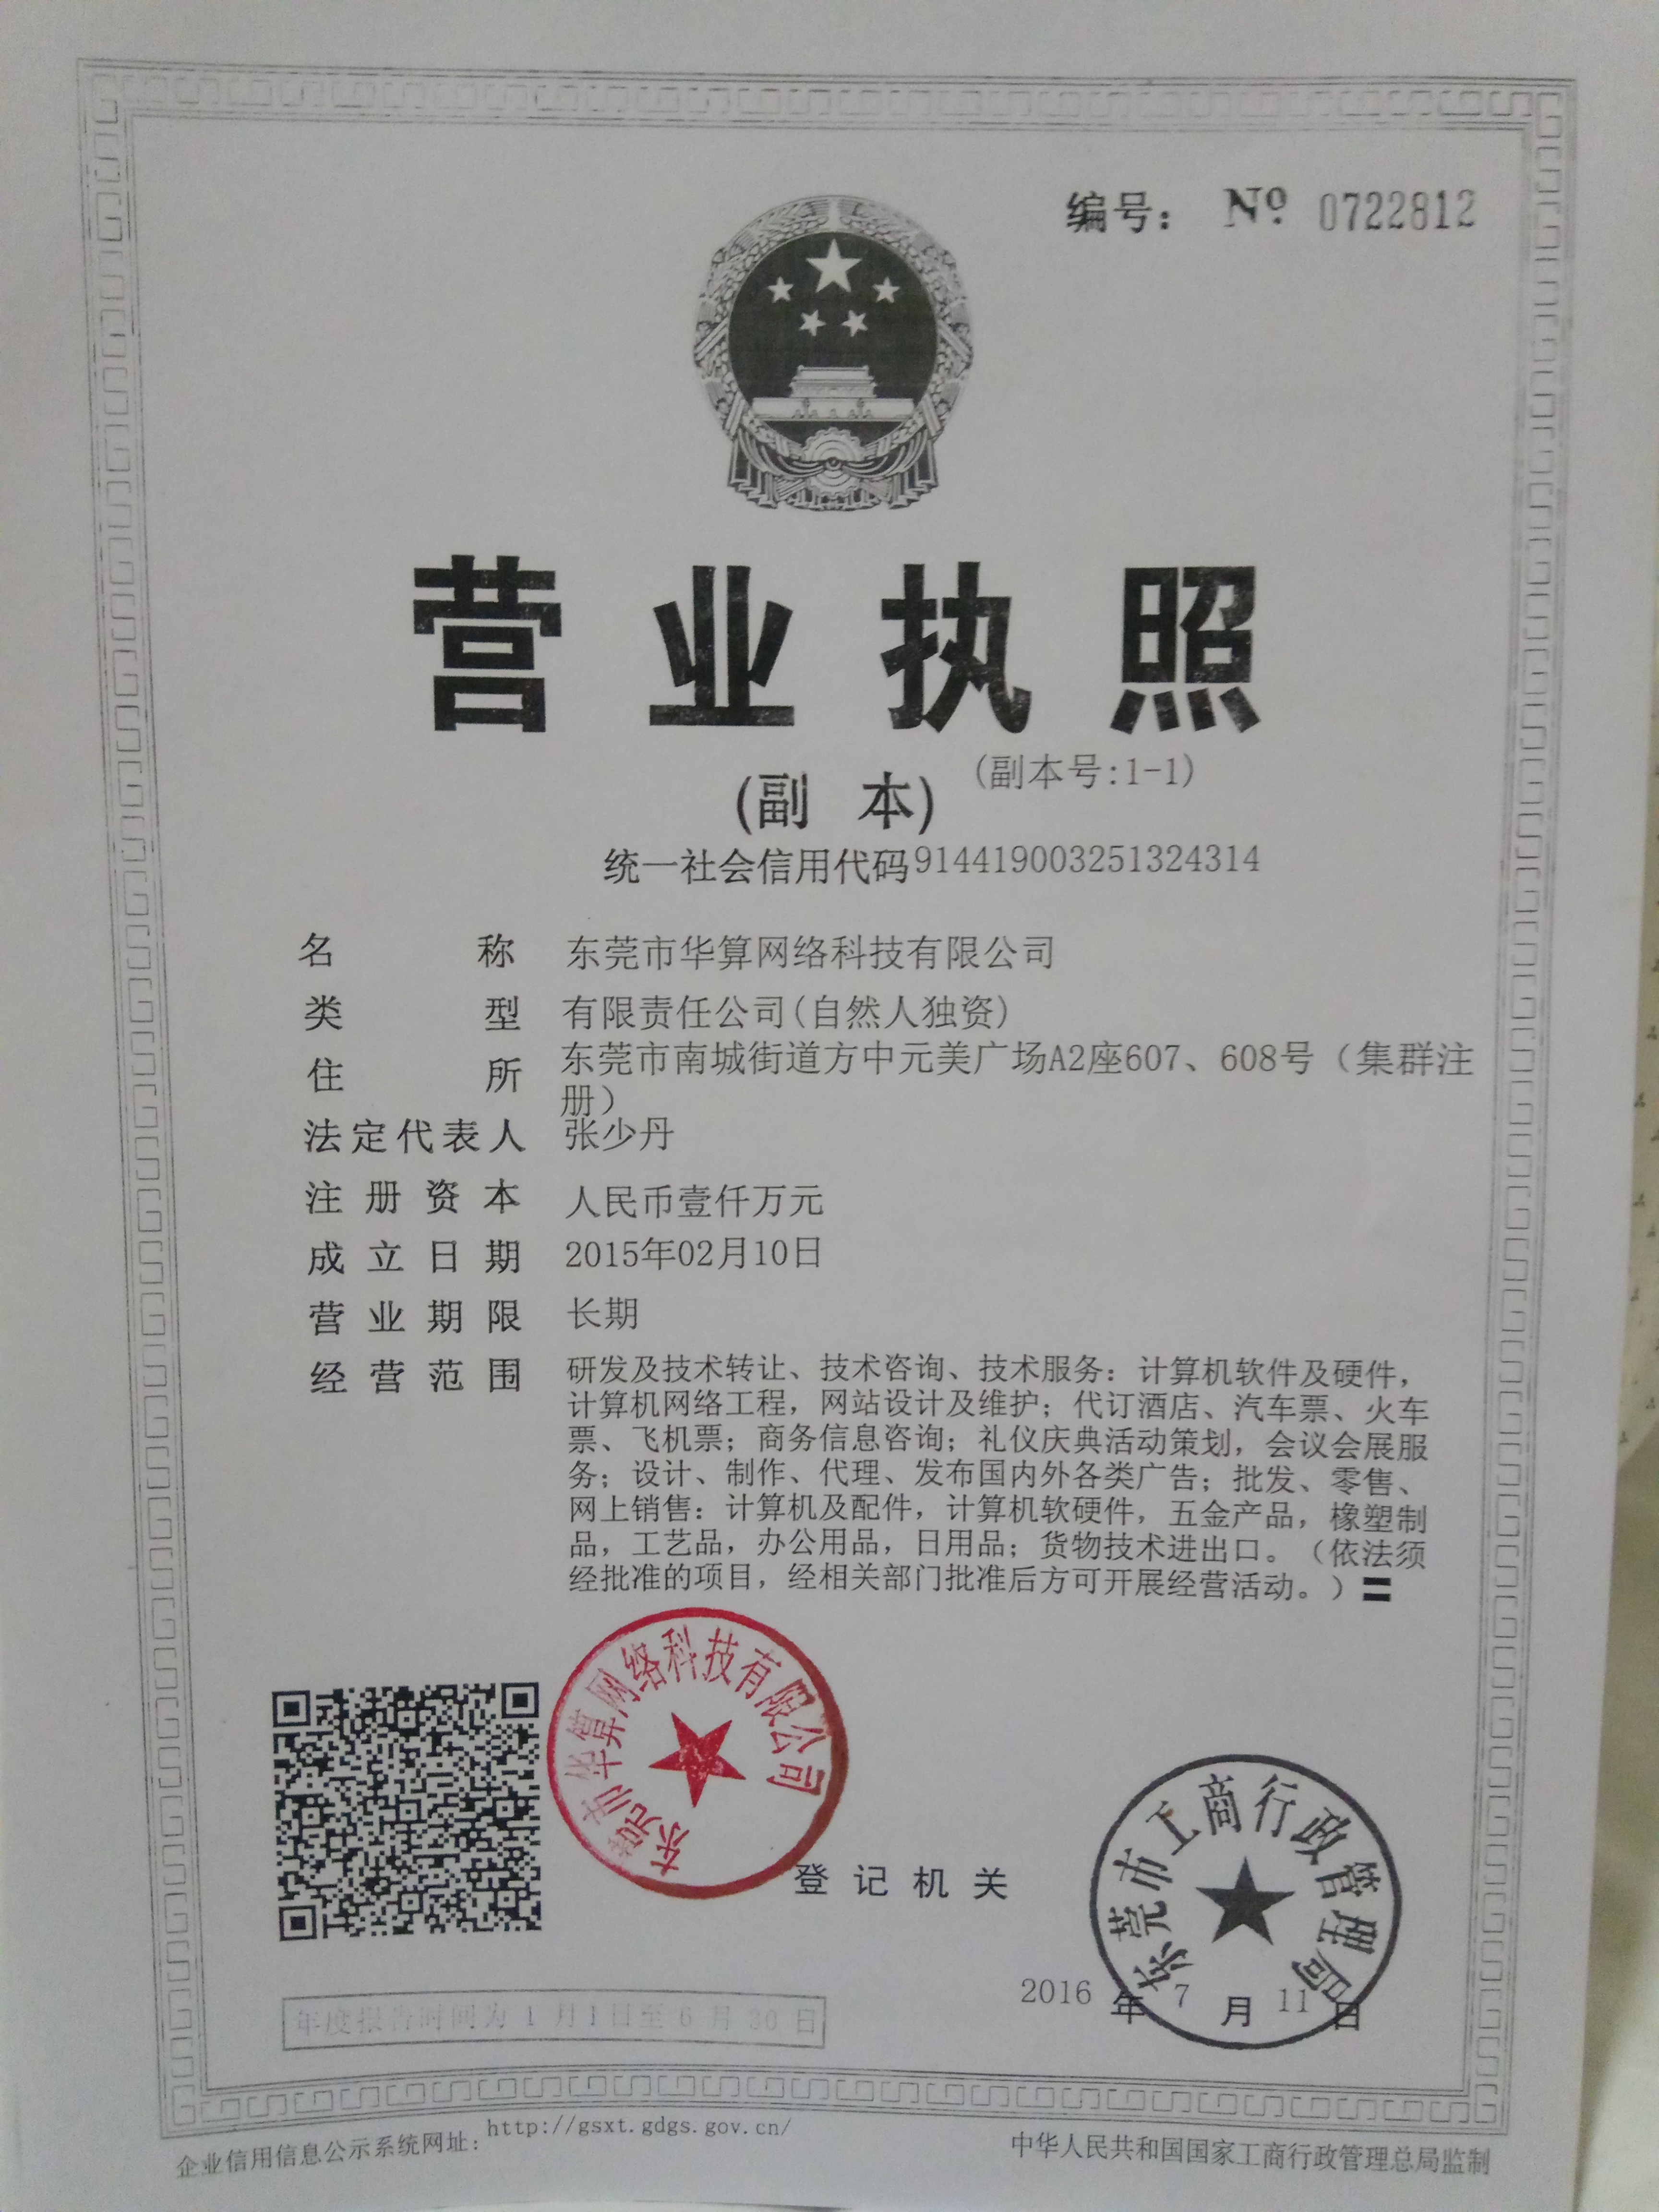 编号： № 0722812
营业执照
(副 本) (副本号:1-1)
统一社会信用代码914419003251324314
名称 东莞市华算网络科技有限公司
类型 有限责任公司(自然人独资)
住所 东莞市南城街道方中元美广场A2座607、608号（集群注
册）
法定代表人 张少丹
注册资本 人民币壹仟万元
成立日期 2015年02月10日
营业期限 长期
经营范围 研发及技术转让、技术咨询、技术服务：计算机软件及硬件，
计算机网络工程，网站设计及维护；代订酒店、汽车票、火车
票、飞机票；商务信息咨询；礼仪庆典活动策划，会议会展服
务；设计、制作、代理、发布国内外各类广告；批发、零售、
网上销售：计算机及配件，计算机软硬件，五金产品，橡塑制
品，工艺品，办公用品，日用品；货物技术进出口。（依法须
经批准的项目，经相关部门批准后方可开展经营活动。）〓
东莞市华算网络科技有限公司
登记机关
东莞市工商行政管理局
2016年7月11日
年度报告时间为1月1日至6月30日
企业信用信息公示系统网址：http://gsxt.gdgs.gov.cn/
中华人民共和国国家工商行政管理总局监制